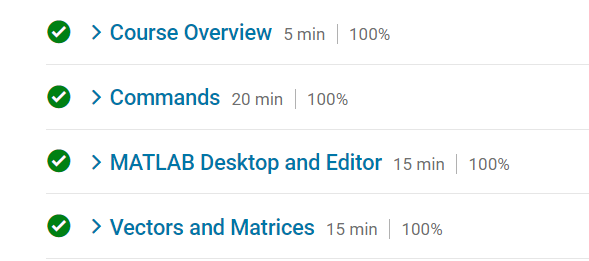 Course Overview 5 min 100%
Commands 20 min 100%
MATLAB Desktop and Editor 15 min 100%
Vectors and Matrices 15 min 100%